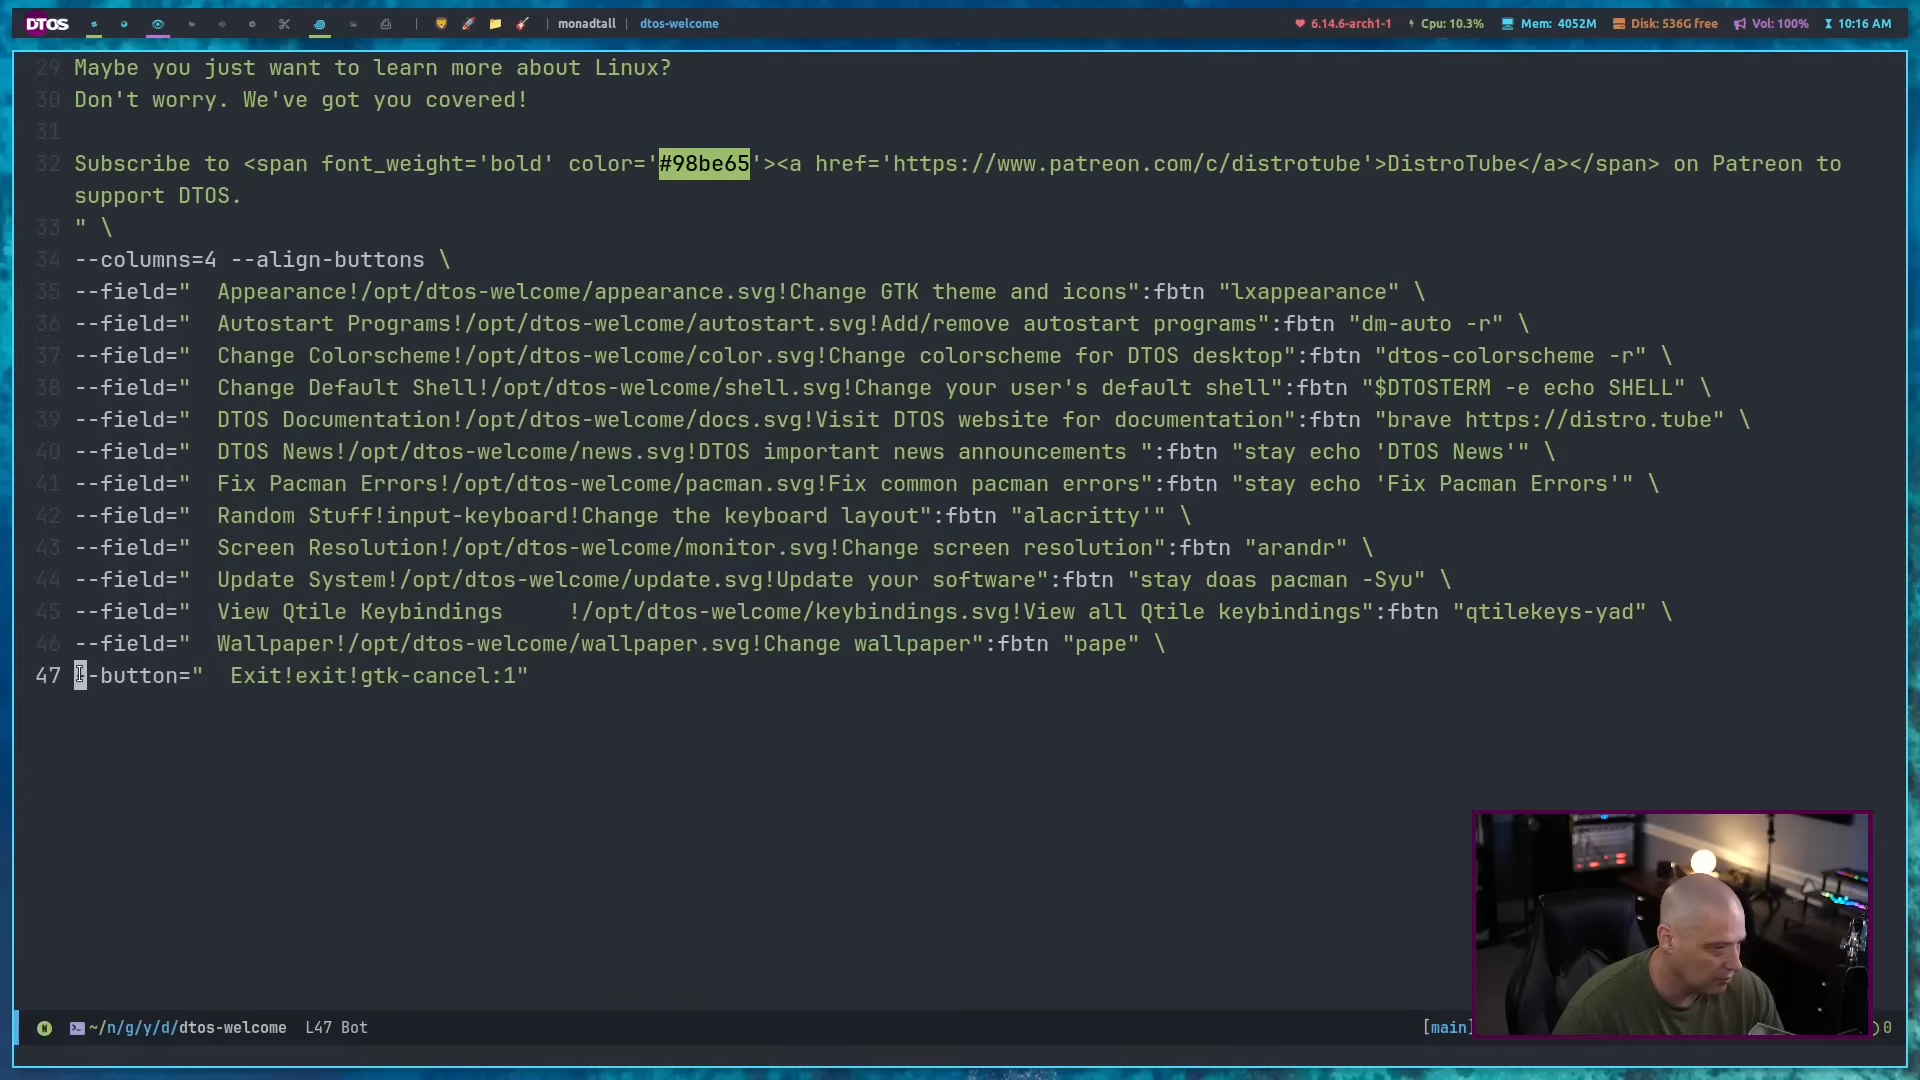 DTOS | monadtall | dtos-welcome 6.14.6-arch1-1 Cpu: 10.3% Mem: 4052M Disk: 536G free Vol: 100% 10:16 AM
29 Maybe you just want to learn more about Linux?
30 Don't worry. We've got you covered!
31
32 Subscribe to <span font_weight='bold' color='#98be65'><a href='https://www.patreon.com/c/distrotube'>DistroTube</a></span> on Patreon to
support DTOS.
33 " \
34 --columns=4 --align-buttons \
35 --field="  Appearance!/opt/dtos-welcome/appearance.svg!Change GTK theme and icons":fbtn "lxappearance" \
36 --field="  Autostart Programs!/opt/dtos-welcome/autostart.svg!Add/remove autostart programs":fbtn "dm-auto -r" \
37 --field="  Change Colorscheme!/opt/dtos-welcome/color.svg!Change colorscheme for DTOS desktop":fbtn "dtos-colorscheme -r" \
38 --field="  Change Default Shell!/opt/dtos-welcome/shell.svg!Change your user's default shell":fbtn "$DTOSTERM -e echo SHELL" \
39 --field="  DTOS Documentation!/opt/dtos-welcome/docs.svg!Visit DTOS website for documentation":fbtn "brave https://distro.tube" \
40 --field="  DTOS News!/opt/dtos-welcome/news.svg!DTOS important news announcements ":fbtn "stay echo 'DTOS News'" \
41 --field="  Fix Pacman Errors!/opt/dtos-welcome/pacman.svg!Fix common pacman errors":fbtn "stay echo 'Fix Pacman Errors'" \
42 --field="  Random Stuff!input-keyboard!Change the keyboard layout":fbtn "alacritty'" \
43 --field="  Screen Resolution!/opt/dtos-welcome/monitor.svg!Change screen resolution":fbtn "arandr" \
44 --field="  Update System!/opt/dtos-welcome/update.svg!Update your software":fbtn "stay doas pacman -Syu" \
45 --field="  View Qtile Keybindings     !/opt/dtos-welcome/keybindings.svg!View all Qtile keybindings":fbtn "qtilekeys-yad" \
46 --field="  Wallpaper!/opt/dtos-welcome/wallpaper.svg!Change wallpaper":fbtn "pape" \
47 --button="  Exit!exit!gtk-cancel:1"
N ~/n/g/y/d/dtos-welcome L47 Bot [main] 0